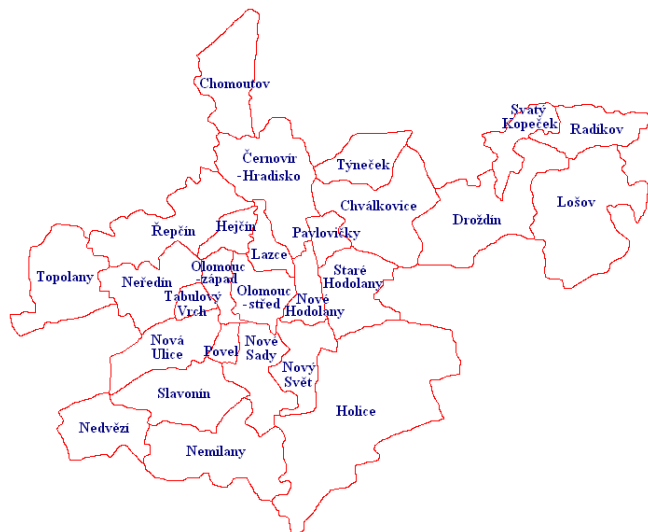 Chomoutov
Svatý
Kopeček
Radíkov
Černovír
-Hradisko
Týneček
Chválkovice
Droždín
Lošov
Řepčín
Hejčín
Pavlovičky
Lazce
Topolany
Neředín
Olomouc
-západ
Olomouc
-střed
Staré
Hodolany
Tabulový
Vrch
Nové
Hodolany
Nová
Ulice
Povel
Nové
Sady
Nový
Svět
Slavonín
Holice
Nedvězí
Nemilany